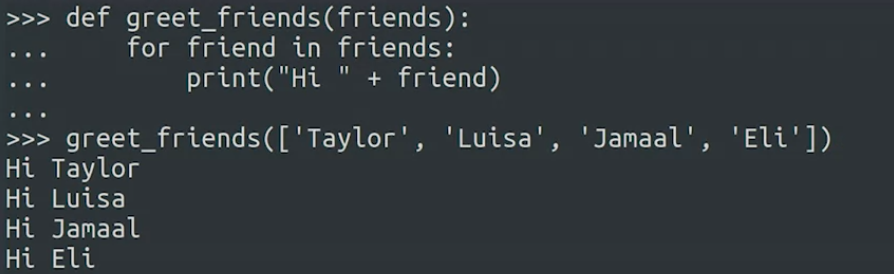 >>> def greet_friends(friends):
...     for friend in friends:
...         print("Hi " + friend)
...
>>> greet_friends(['Taylor', 'Luisa', 'Jamaal', 'Eli'])
Hi Taylor
Hi Luisa
Hi Jamaal
Hi Eli